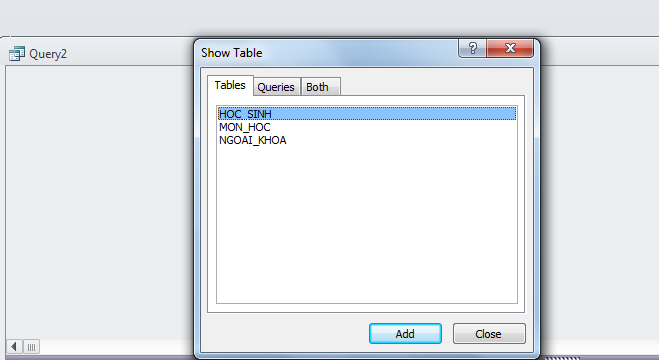 Query2
Show Table
?
Tables Queries Both
HOC_SINH
MON_HOC
NGOAI_KHOA
Add Close